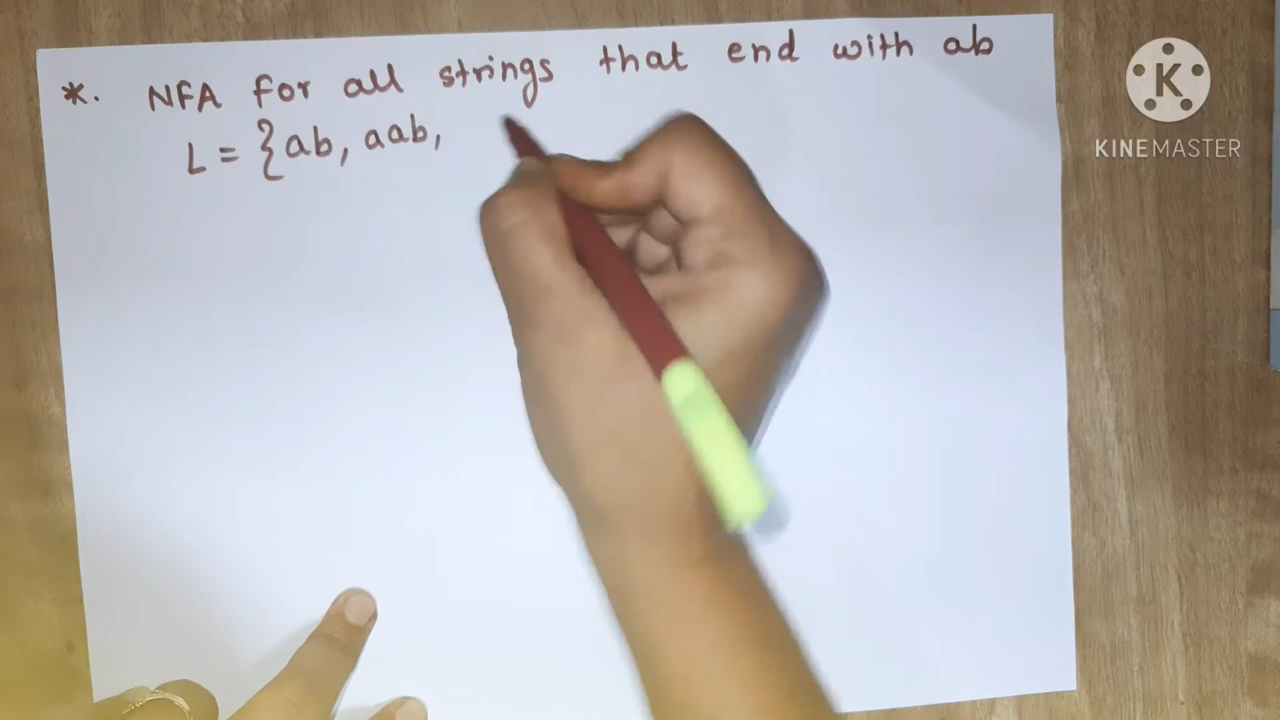 *. NFA for all strings that end with ab
L = {ab, aab,
K
KINEMASTER